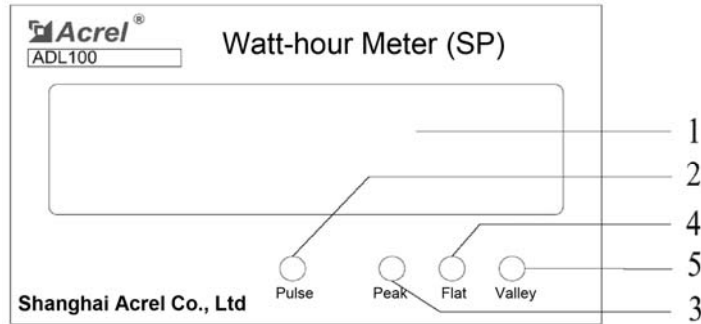 Acrel®
Watt-hour Meter (SP)
ADL100
1
2
4
5
3
Pulse
Peak
Flat
Valley
Shanghai Acrel Co., Ltd